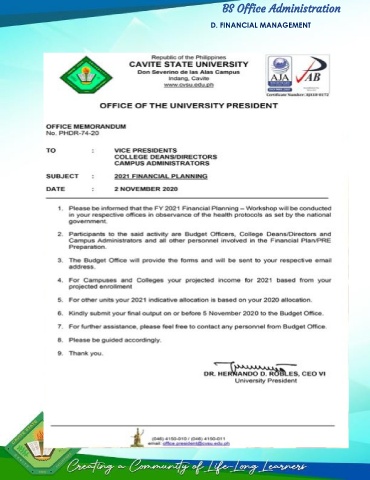 BS Office Administration
D. FINANCIAL MANAGEMENT
Republic of the Philippines
CAVITE STATE UNIVERSITY
Don Severino de las Alas Campus
Indang, Cavite
www.cvsu.edu.ph
AJA
AB
Certificate Number: AJA18-0172
OFFICE OF THE UNIVERSITY PRESIDENT
OFFICE MEMORANDUM
No. PHDR-74-20
TO : VICE PRESIDENTS
COLLEGE DEANS/DIRECTORS
CAMPUS ADMINISTRATORS
SUBJECT : 2021 FINANCIAL PLANNING
DATE : 2 NOVEMBER 2020
1. Please be informed that the FY 2021 Financial Planning – Workshop will be conducted
in your respective offices in observance of the health protocols as set by the national
government.
2. Participants to the said activity are Budget Officers, College Deans/Directors and
Campus Administrators and all other personnel involved in the Financial Plan/PRE
Preparation.
3. The Budget Office will provide the forms and will be sent to your respective email
address.
4. For Campuses and Colleges your projected income for 2021 based from your
projected enrollment
5. For other units your 2021 indicative allocation is based on your 2020 allocation.
6. Kindly submit your final output on or before 5 November 2020 to the Budget Office.
7. For further assistance, please feel free to contact any personnel from Budget Office.
8. Please be guided accordingly.
9. Thank you.
DR. HERNANDO D. ROBLES, CEO VI
University President
(046) 4150-010 / (046) 4150-011
email: office.president@cvsu.edu.ph
Creating a Community of Life-Long Learners